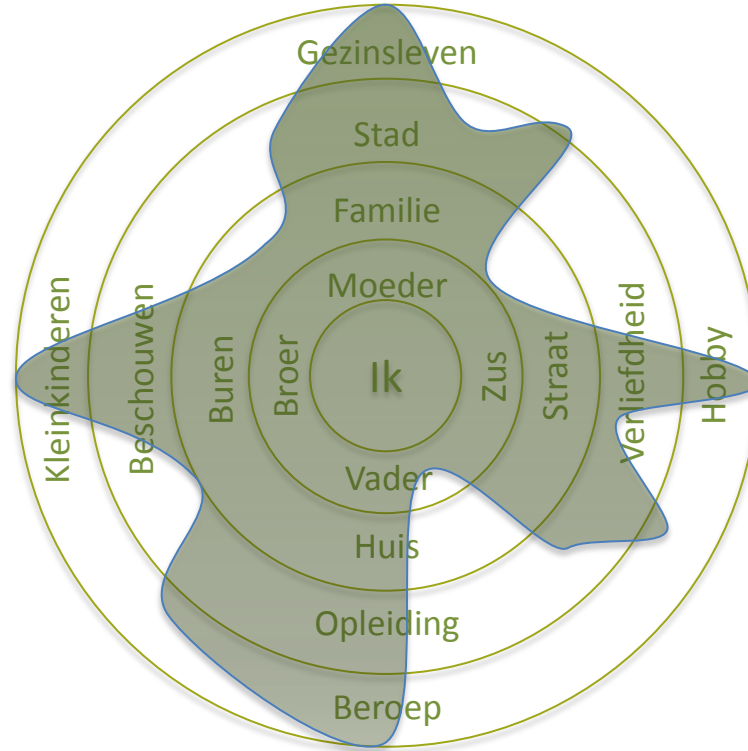 Gezinsleven
Stad
Familie
Moeder
Kleinkinderen
Beschouwen
Buren
Broer
Ik
Zus
Straat
Verliefdheid
Hobby
Vader
Huis
Opleiding
Beroep